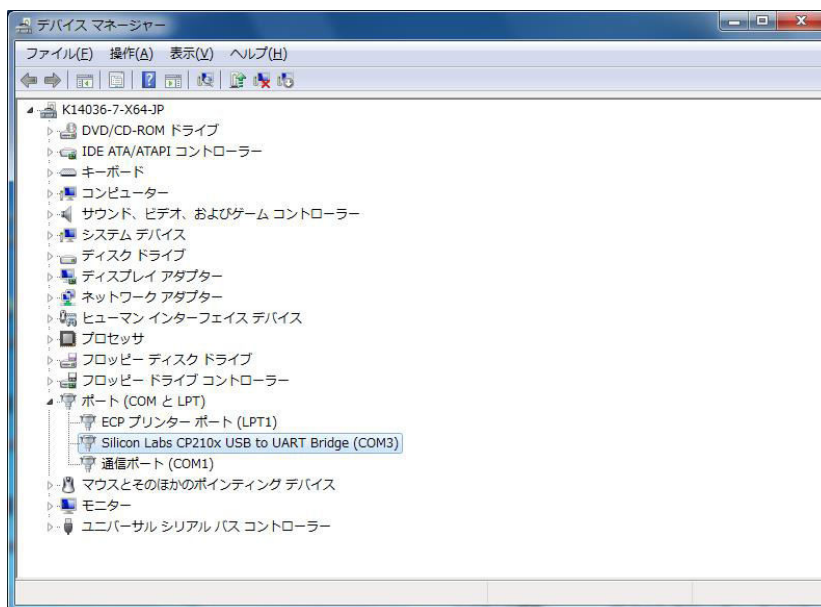 デバイス マネージャー
ファイル(F) 操作(A) 表示(V) ヘルプ(H)
K14036-7-X64-JP
DVD/CD-ROM ドライブ
IDE ATA/ATAPI コントローラー
キーボード
コンピューター
サウンド、ビデオ、およびゲーム コントローラー
システム デバイス
ディスク ドライブ
ディスプレイ アダプター
ネットワーク アダプター
ヒューマン インターフェイス デバイス
プロセッサ
フロッピー ディスク ドライブ
フロッピー ドライブ コントローラー
ポート (COM と LPT)
ECP プリンター ポート (LPT1)
Silicon Labs CP210x USB to UART Bridge (COM3)
通信ポート (COM1)
マウスとそのほかのポインティング デバイス
モニター
ユニバーサル シリアル バス コントローラー